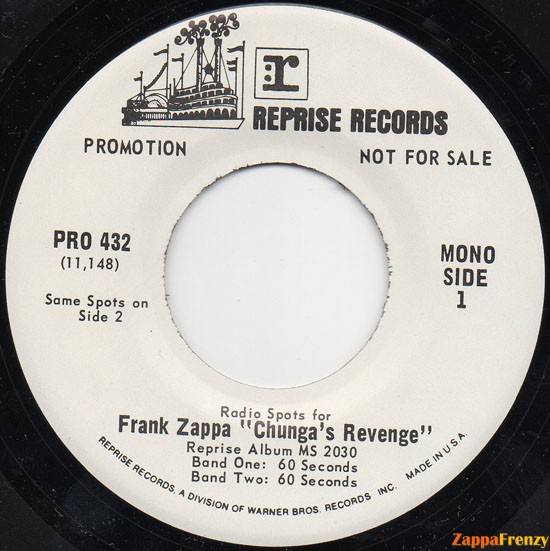 r
REPRISE RECORDS
PROMOTION
NOT FOR SALE
PRO 432
(11,148)
Same Spots on
Side 2
MONO
SIDE
1
Radio Spots for
Frank Zappa "Chunga's Revenge"
Reprise Album MS 2030
Band One: 60 Seconds
Band Two: 60 Seconds
REPRISE RECORDS, A DIVISION OF WARNER BROS. RECORDS INC. MADE IN U.S.A.
ZappaFrenzy